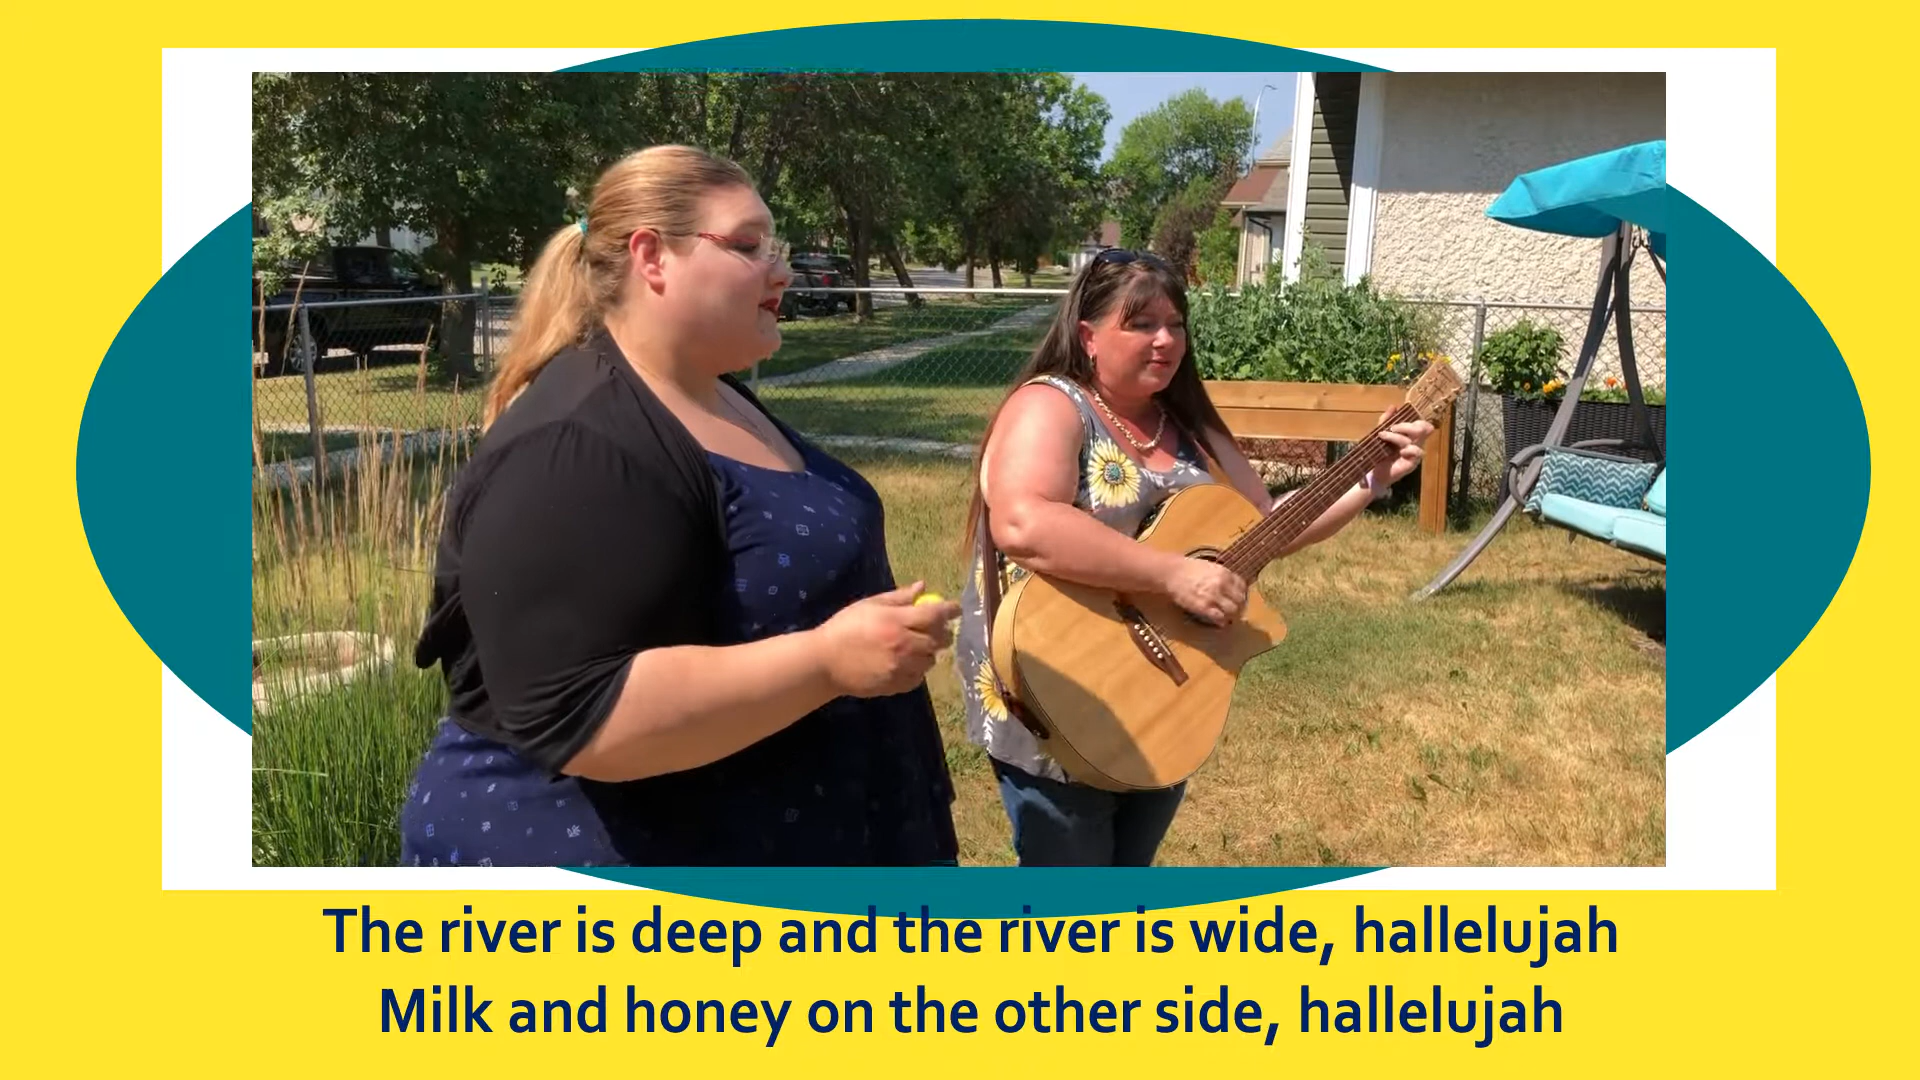 The river is deep and the river is wide, hallelujah
Milk and honey on the other side, hallelujah